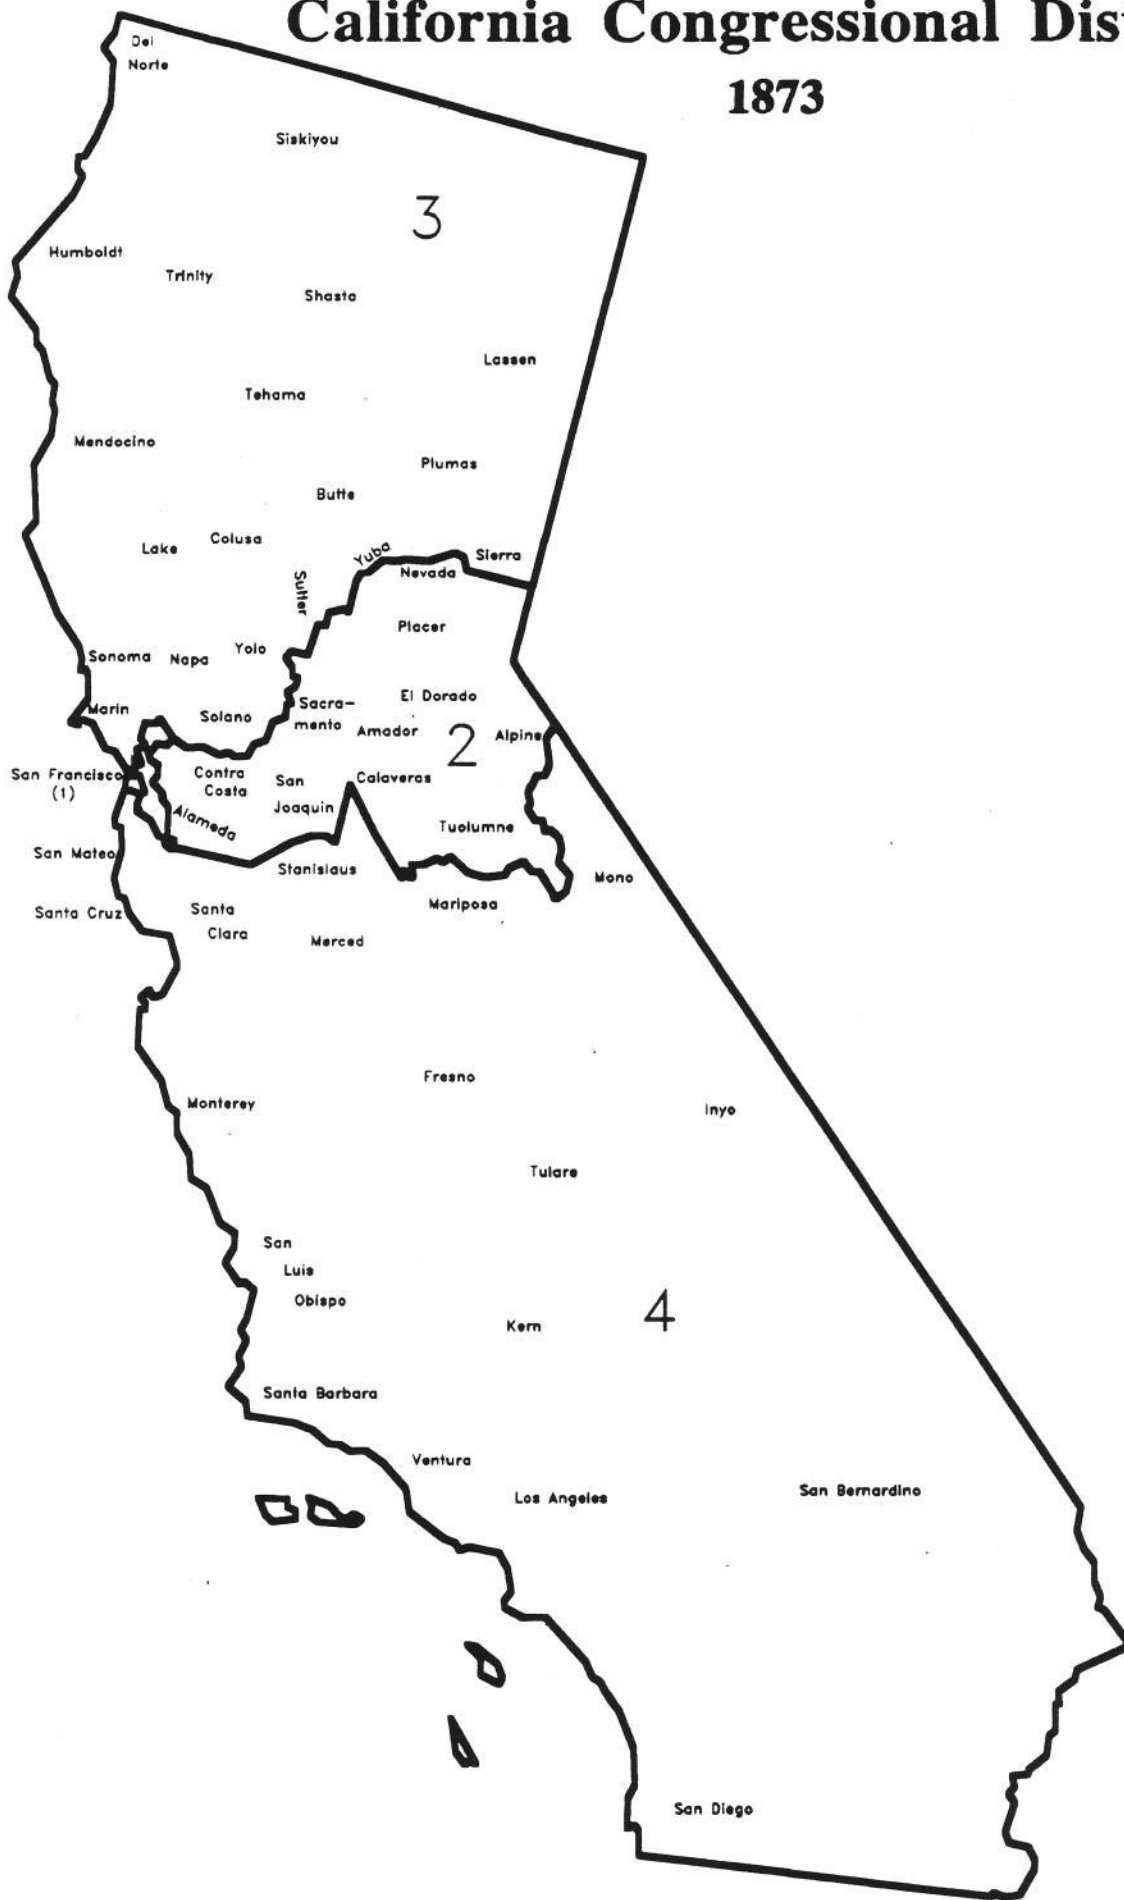 California Congressional Dis
1873
Del
Norte
Siskiyou
3
Humboldt
Trinity
Shasta
Lassen
Tehama
Mendocino
Plumas
Butte
Lake
Colusa
Sutter
Yuba
Sierra
Nevada
Placer
Sonoma
Napa
Yolo
El Dorado
Marin
Solano
Sacra-
mento
Amador
2
Alpine
San Francisco
(1)
Contra
Costa
San
Joaquin
Calaveras
Alameda
Tuolumne
San Mateo
Stanislaus
Mono
Mariposa
Santa Cruz
Santa
Clara
Merced
Fresno
Monterey
Inyo
Tulare
San
Luis
Obispo
4
Kern
Santa Barbara
Ventura
Los Angeles
San Bernardino
San Diego